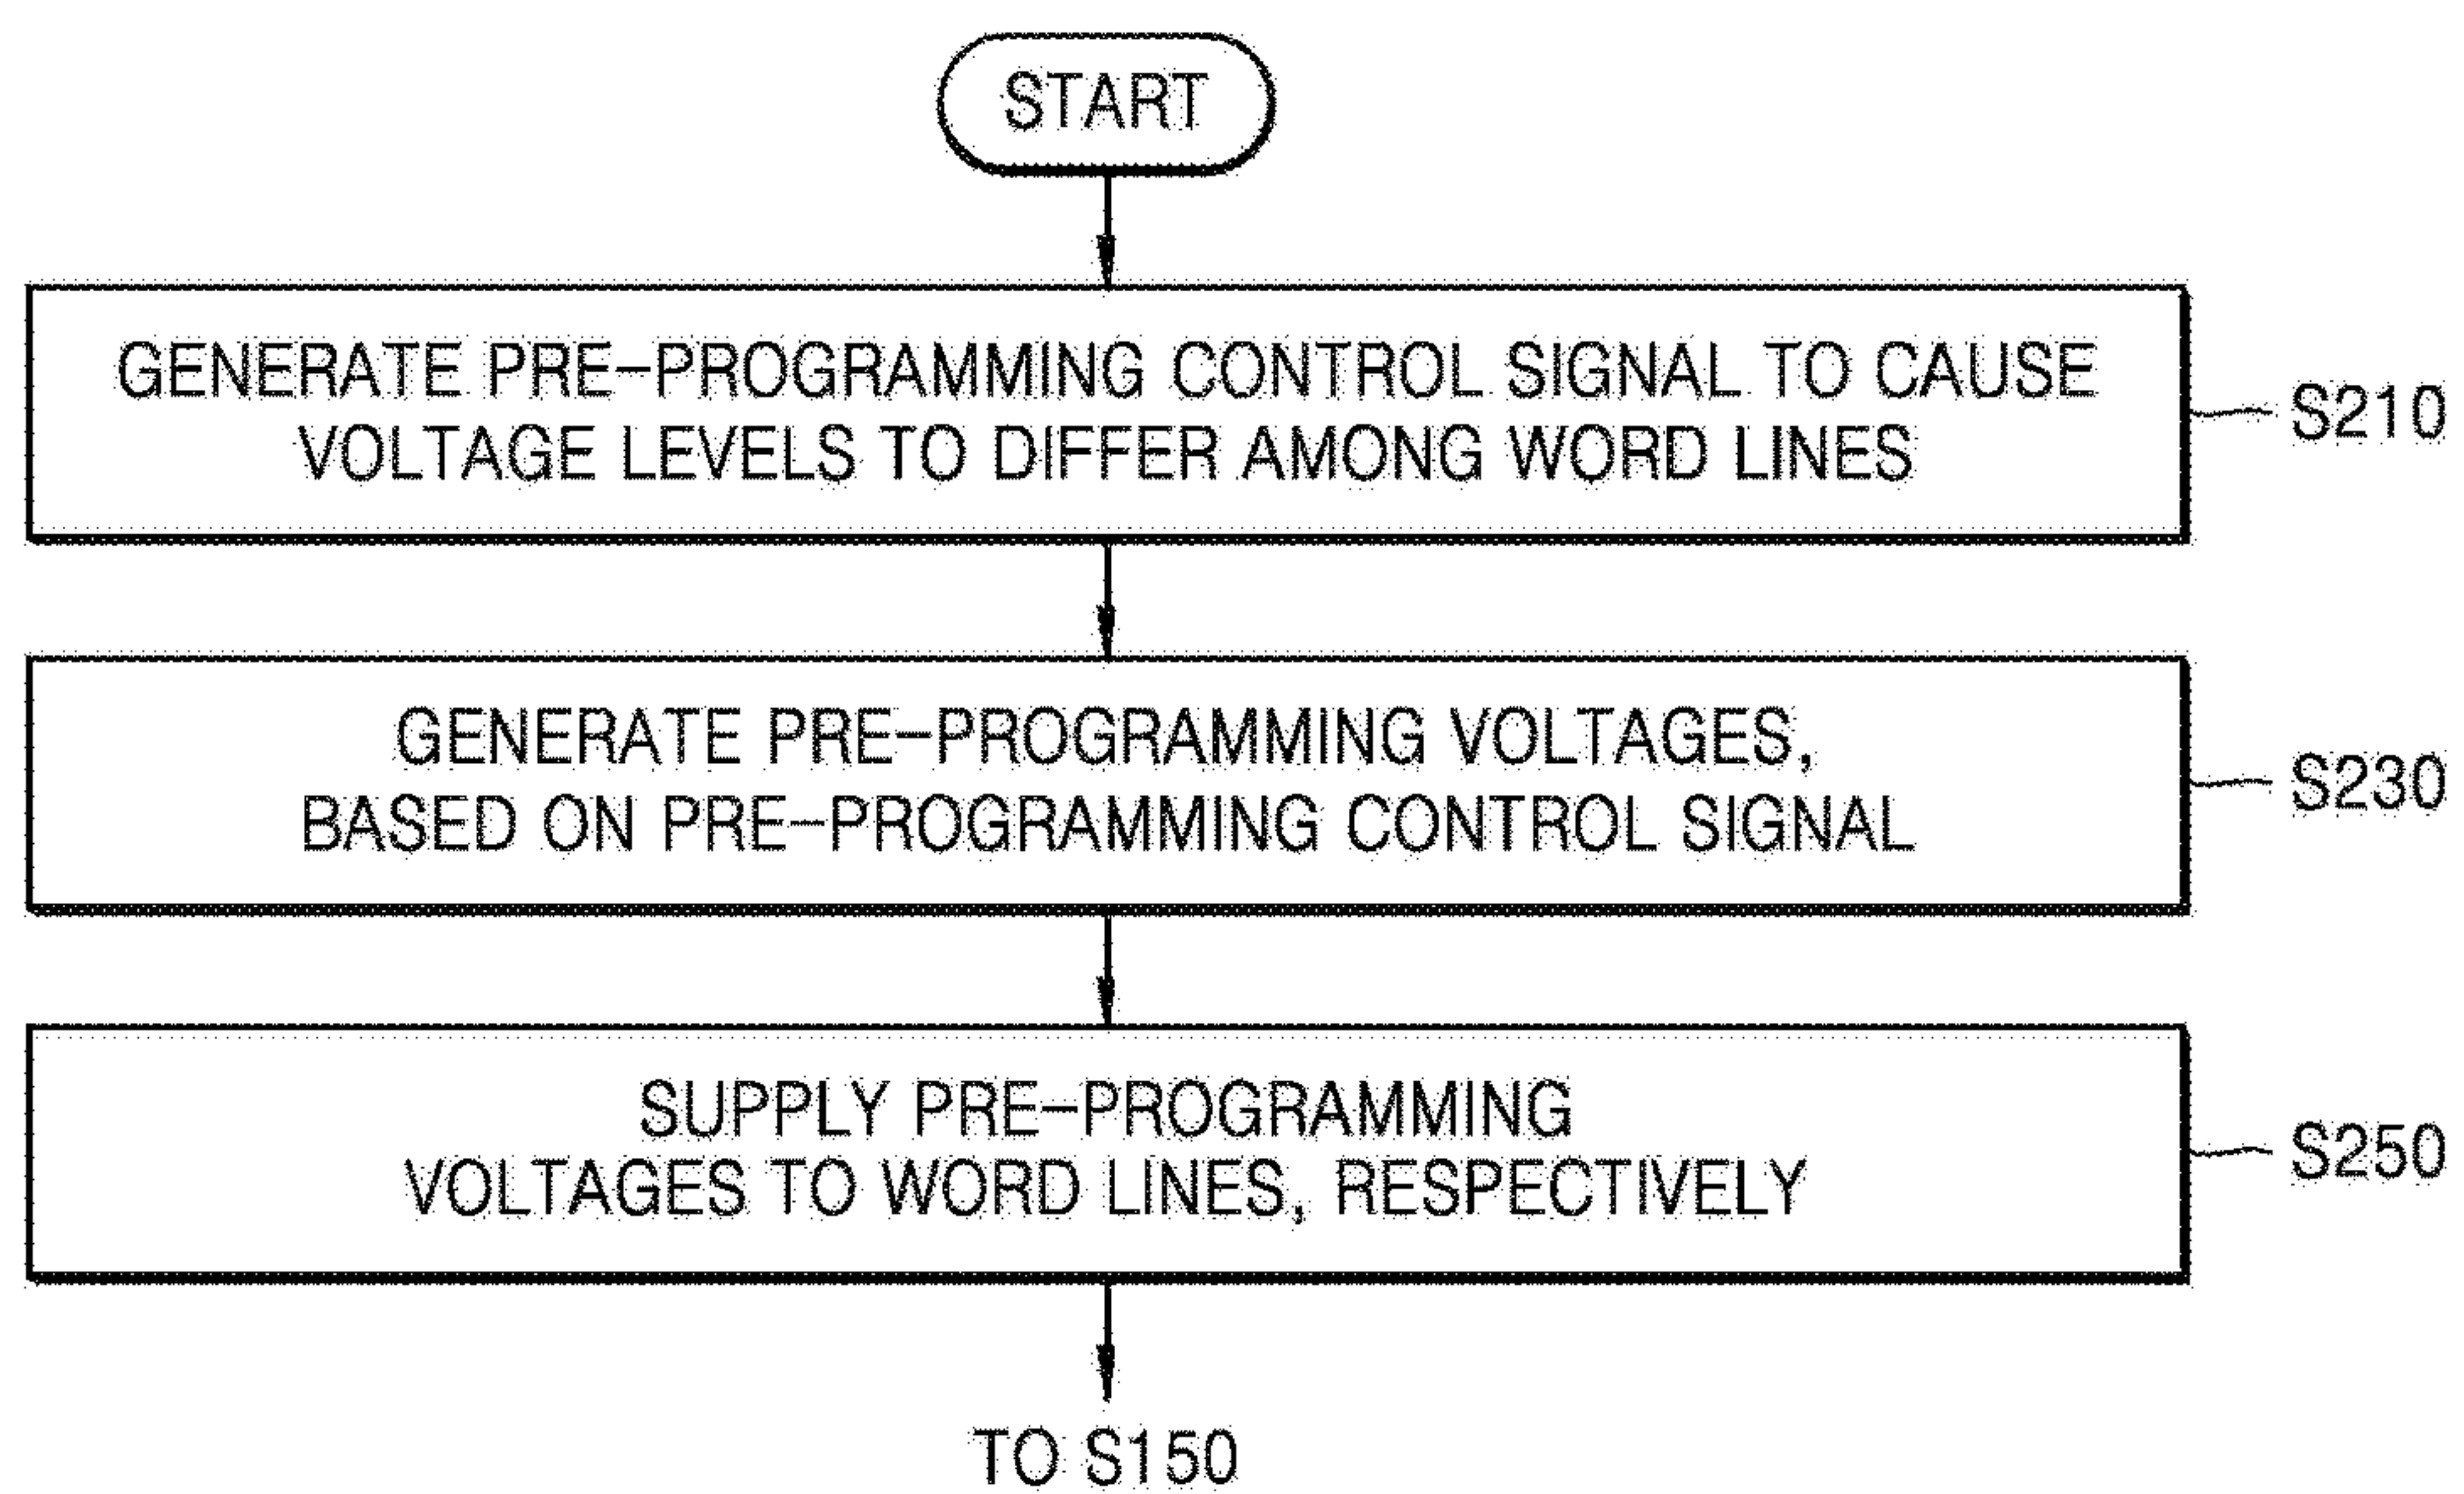 START
GENERATE PRE-PROGRAMMING CONTROL SIGNAL TO CAUSE
VOLTAGE LEVELS TO DIFFER AMONG WORD LINES
S210
GENERATE PRE-PROGRAMMING VOLTAGES,
BASED ON PRE-PROGRAMMING CONTROL SIGNAL
S230
SUPPLY PRE-PROGRAMMING
VOLTAGES TO WORD LINES, RESPECTIVELY
S250
TO S150